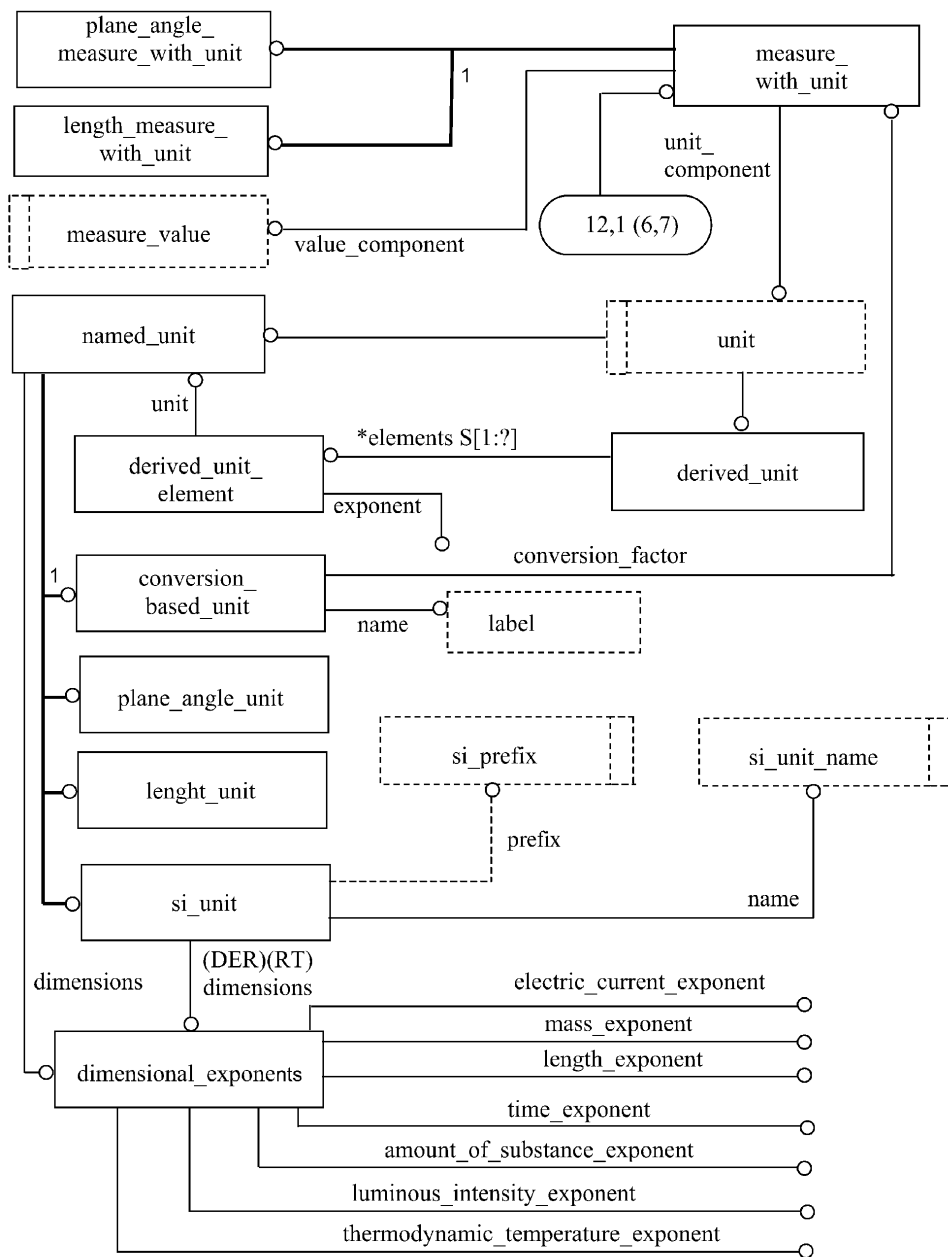 plane_angle_
measure_with_unit
measure_
with_unit
1
length_measure_
with_unit
unit_
component
measure_value
value_component
12,1 (6,7)
named_unit
unit
unit
*elements S[1:?]
derived_unit_
element
derived_unit
exponent
conversion_factor
1
conversion_
based_unit
name
label
plane_angle_unit
si_prefix
si_unit_name
lenght_unit
prefix
si_unit
name
dimensions
(DER)(RT)
dimensions
electric_current_exponent
mass_exponent
length_exponent
dimensional_exponents
time_exponent
amount_of_substance_exponent
luminous_intensity_exponent
thermodynamic_temperature_exponent